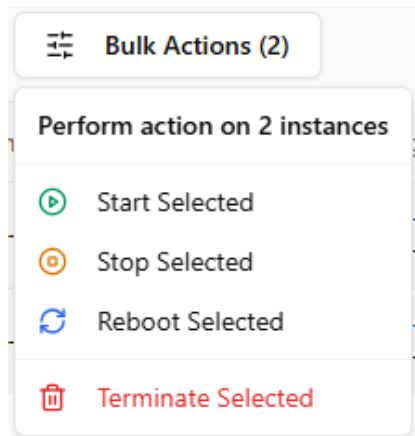 Bulk Actions (2)
Perform action on 2 instances
Start Selected
Stop Selected
Reboot Selected
Terminate Selected